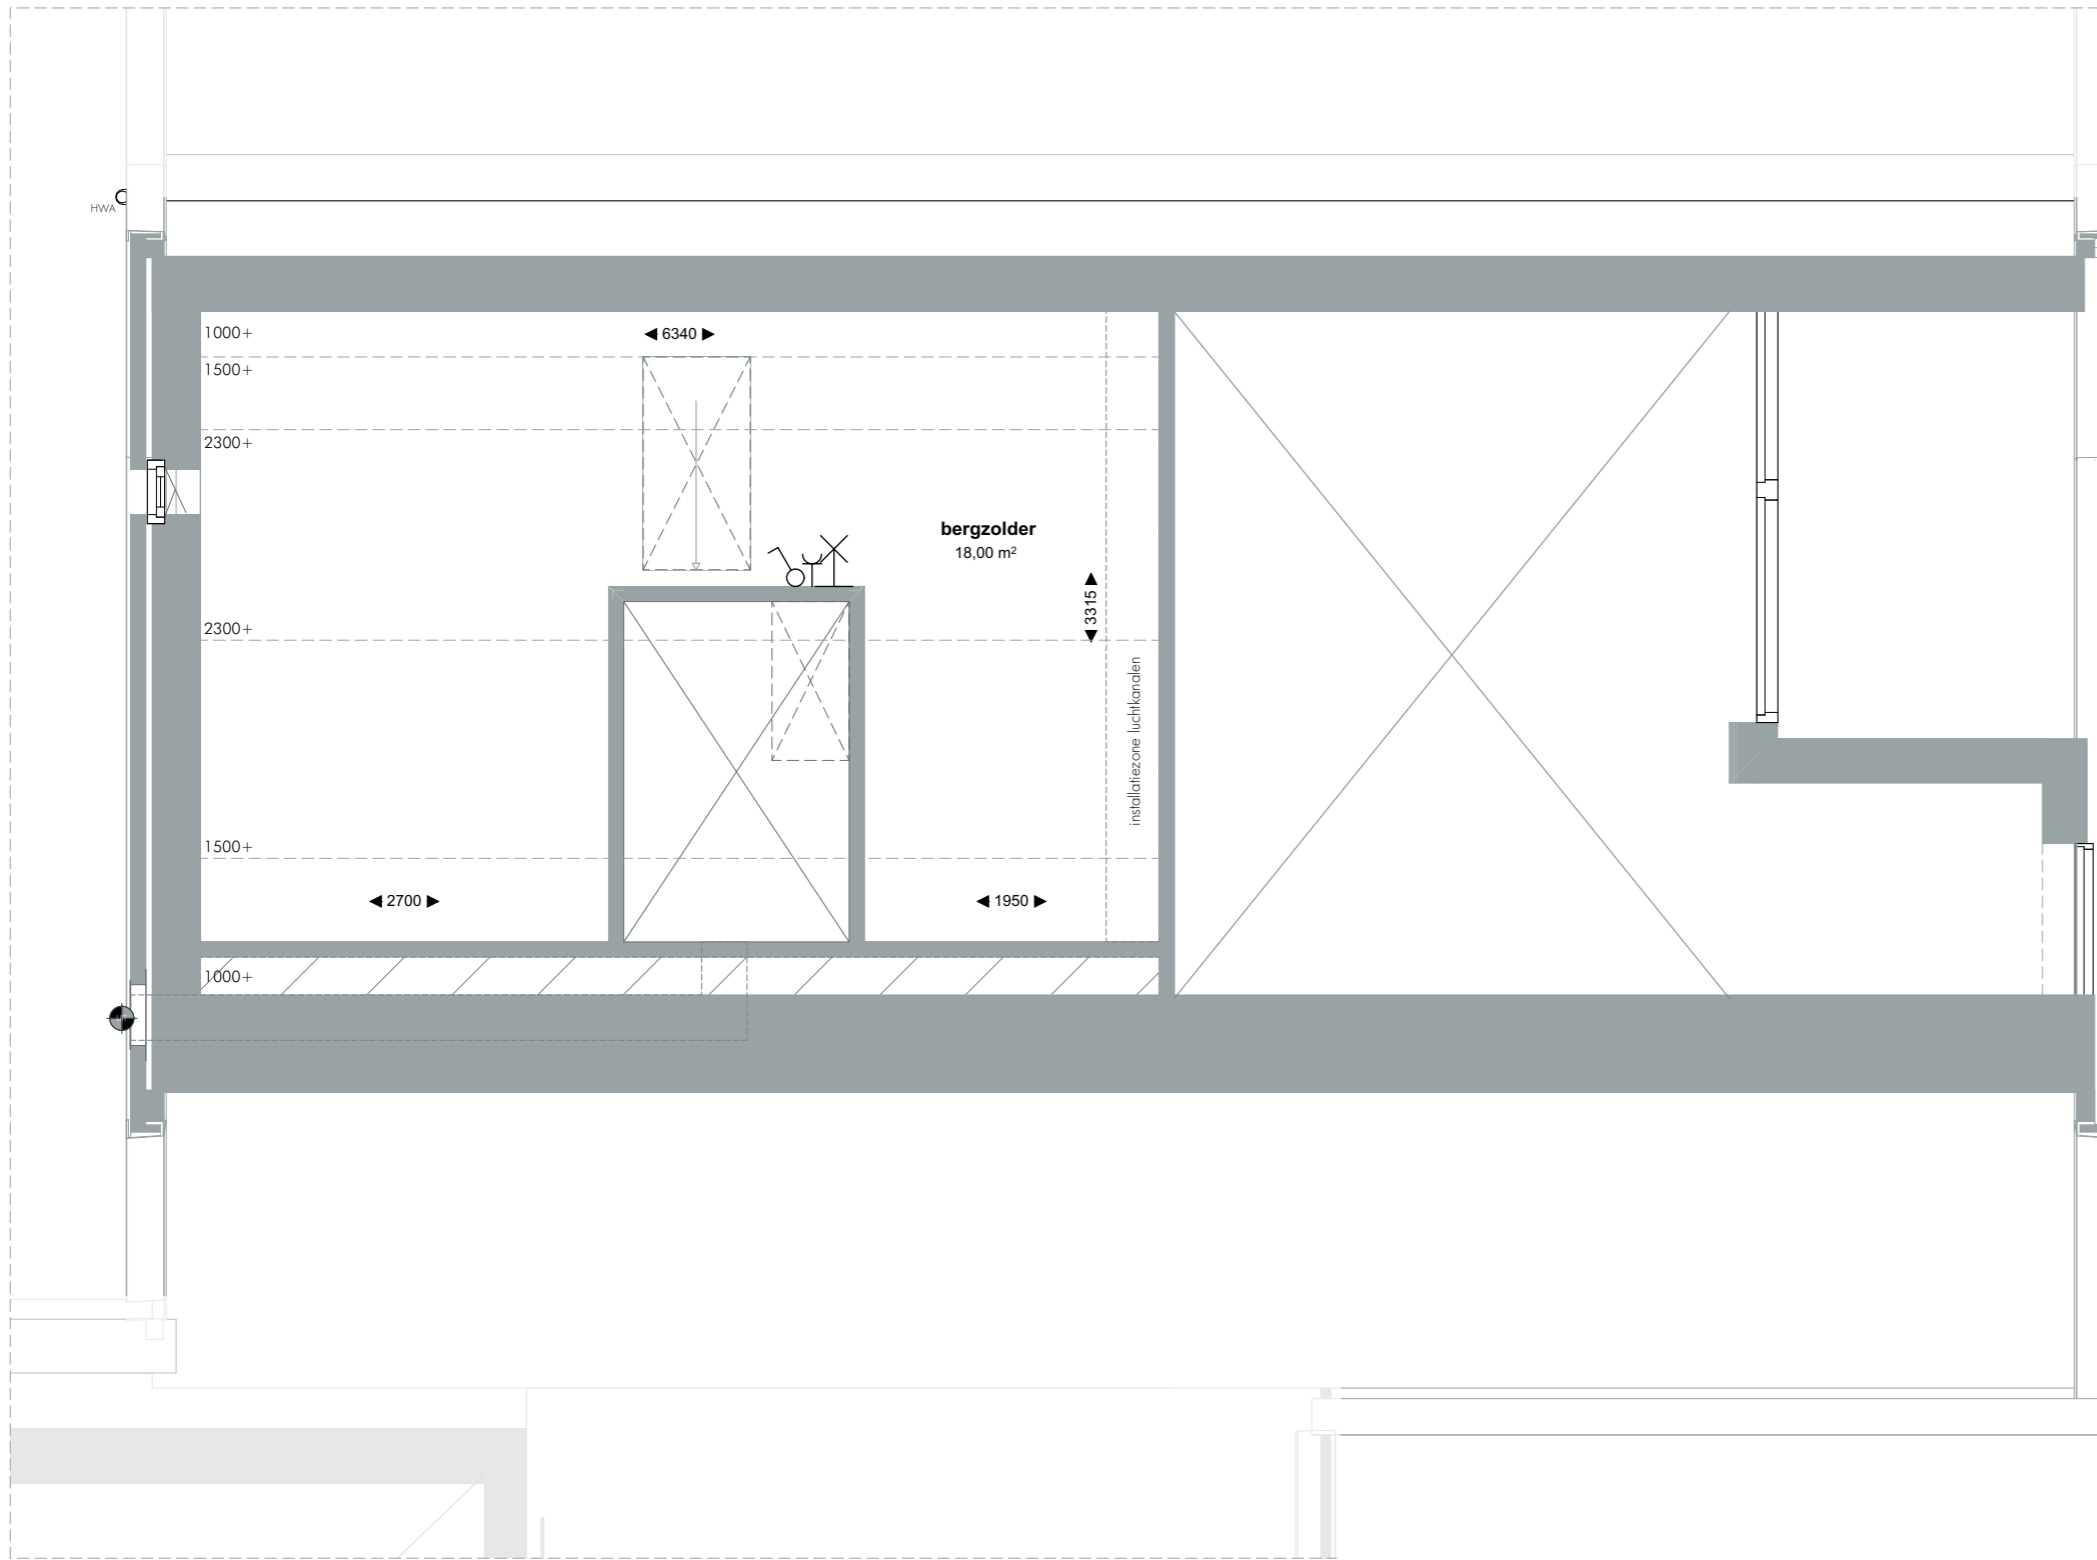 HWA
1000+
6340
1500+
2300+
bergzolder
18,00 m²
3315
2300+
installatiezone luchtkanalen
1500+
2700
1950
1000+